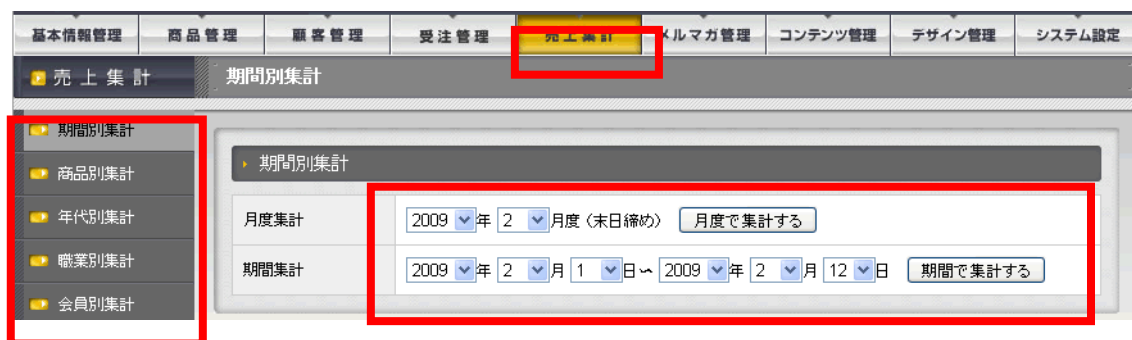 基本情報管理 商品管理 顧客管理 受注管理 売上集計 メルマガ管理 コンテンツ管理 デザイン管理 システム設定
売上集計 期間別集計
期間別集計
商品別集計
年代別集計
職業別集計
会員別集計
期間別集計
月度集計 2009 年 2 月度（末日締め） 月度で集計する
期間集計 2009 年 2 月 1 日～ 2009 年 2 月 12 日 期間で集計する